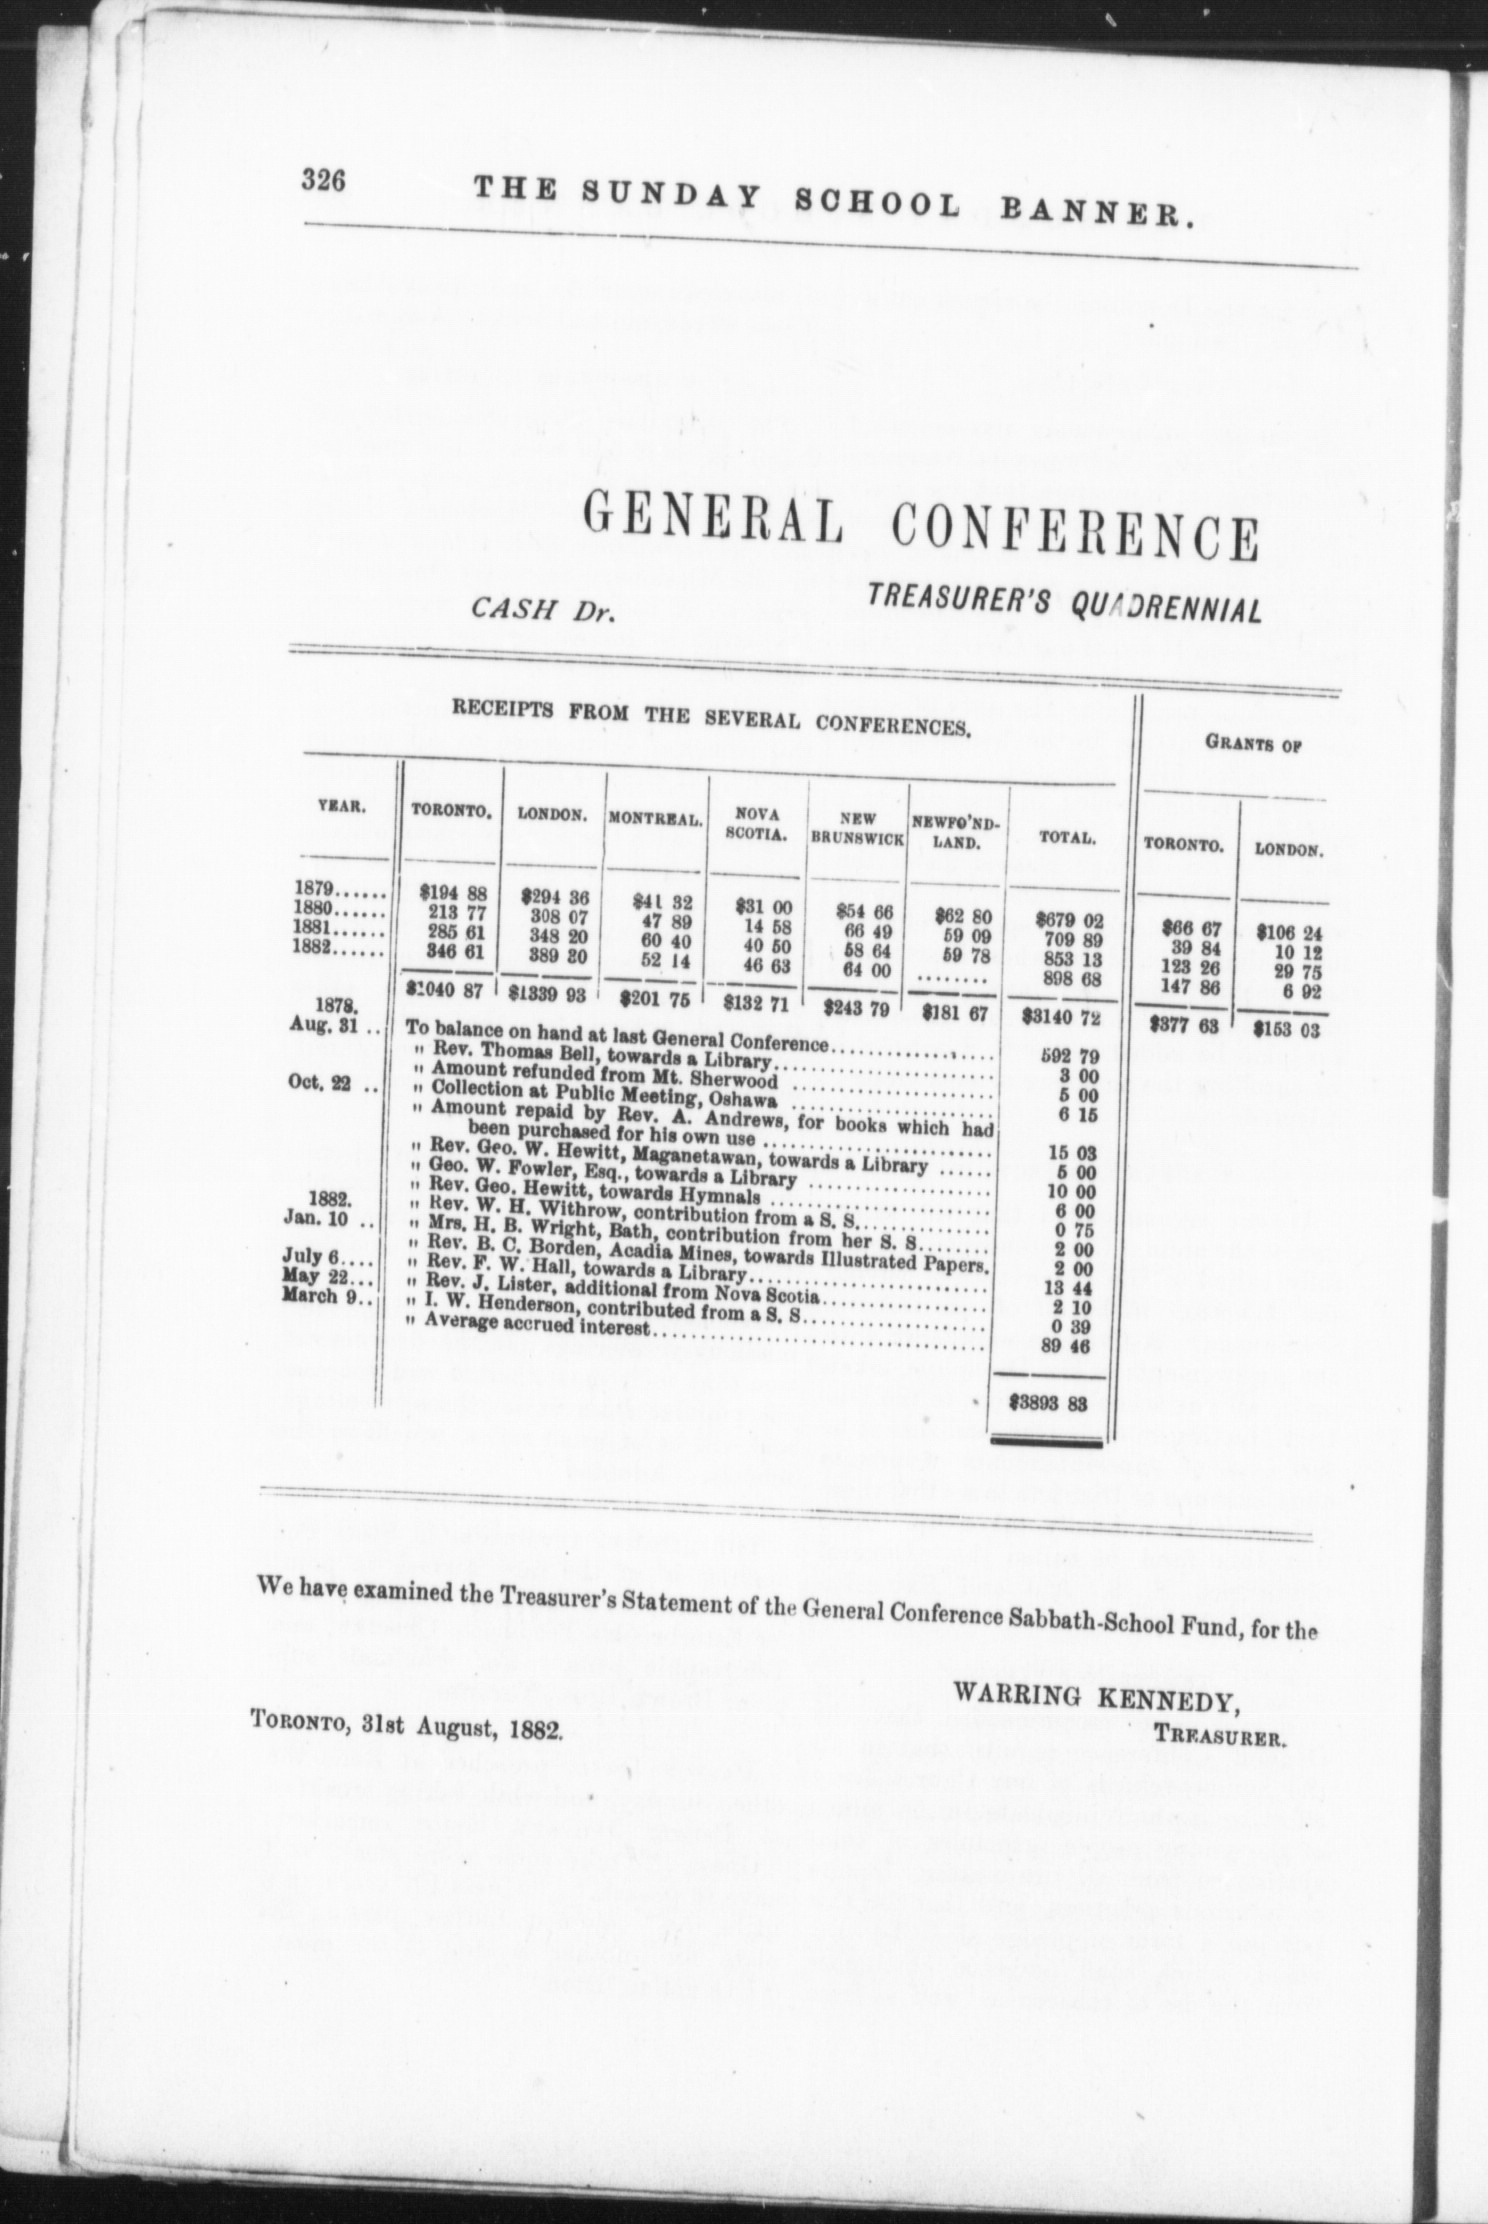 326 THE SUNDAY SCHOOL BANNER.
GENERAL CONFERENCE
CASH Dr. TREASURER'S QUADRENNIAL
RECEIPTS FROM THE SEVERAL CONFERENCES. GRANTS OF
YEAR. TORONTO. LONDON. MONTREAL. NOVA SCOTIA. NEW BRUNSWICK NEWFO'ND-LAND. TOTAL. TORONTO. LONDON.
1879...... $194 88 $294 36 $41 32 $31 00 $54 66 $62 80 $679 02 $66 67 $106 24
1880...... 213 77 308 07 47 89 14 58 66 49 59 09 709 89 39 84 10 12
1881...... 285 61 348 20 60 40 40 50 58 64 59 78 853 13 123 26 29 75
1882...... 346 61 389 30 52 14 46 63 64 00 ........ 898 68 147 86 6 92
$1040 87 $1339 93 $201 75 $132 71 $243 79 $181 67 $3140 72 $377 63 $153 03
1878.
Aug. 31 .. To balance on hand at last General Conference.................. 592 79
" Rev. Thomas Bell, towards a Library......................... 3 00
" Amount refunded from Mt. Sherwood ....................... 5 00
Oct. 22 .. " Collection at Public Meeting, Oshawa ....................... 6 15
" Amount repaid by Rev. A. Andrews, for books which had
been purchased for his own use .......................... 15 03
" Rev. Geo. W. Hewitt, Maganetawan, towards a Library ...... 5 00
" Geo. W. Fowler, Esq., towards a Library .................... 10 00
" Rev. Geo. Hewitt, towards Hymnals ........................ 6 00
1882.
" Rev. W. H. Withrow, contribution from a S. S............... 0 75
Jan. 10 .. " Mrs. H. B. Wright, Bath, contribution from her S. S........ 2 00
" Rev. B. C. Borden, Acadia Mines, towards Illustrated Papers. 2 00
July 6.... " Rev. F. W. Hall, towards a Library........................... 13 44
May 22... " Rev. J. Lister, additional from Nova Scotia................... 2 10
March 9.. " I. W. Henderson, contributed from a S. S.................... 0 39
" Average accrued interest.................................... 89 46
$3893 83
We have examined the Treasurer's Statement of the General Conference Sabbath-School Fund, for the
WARRING KENNEDY,
TORONTO, 31st August, 1882. TREASURER.